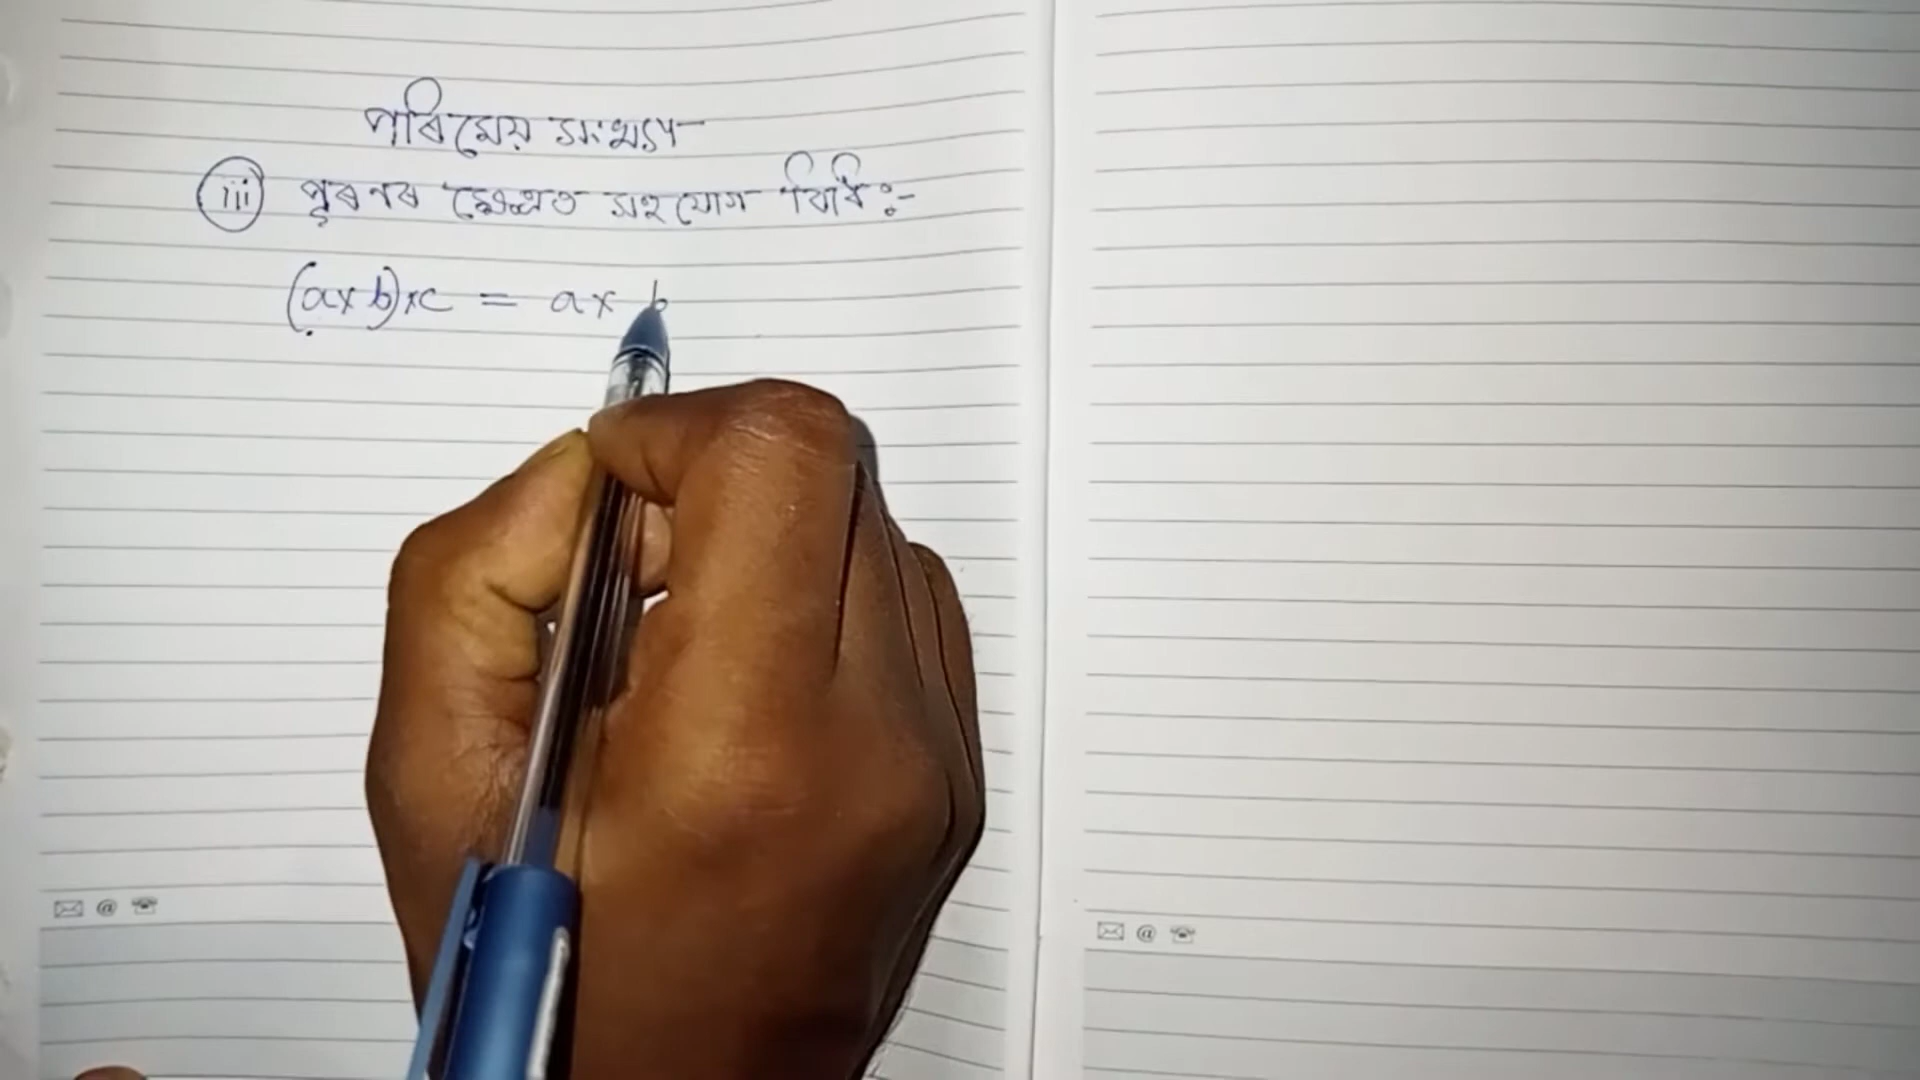 পৰিমেয় সংখ্যা
(iii) পূৰণৰ ক্ষেত্ৰত সহযোগ বিধি :-
(a×b)×c = a× b